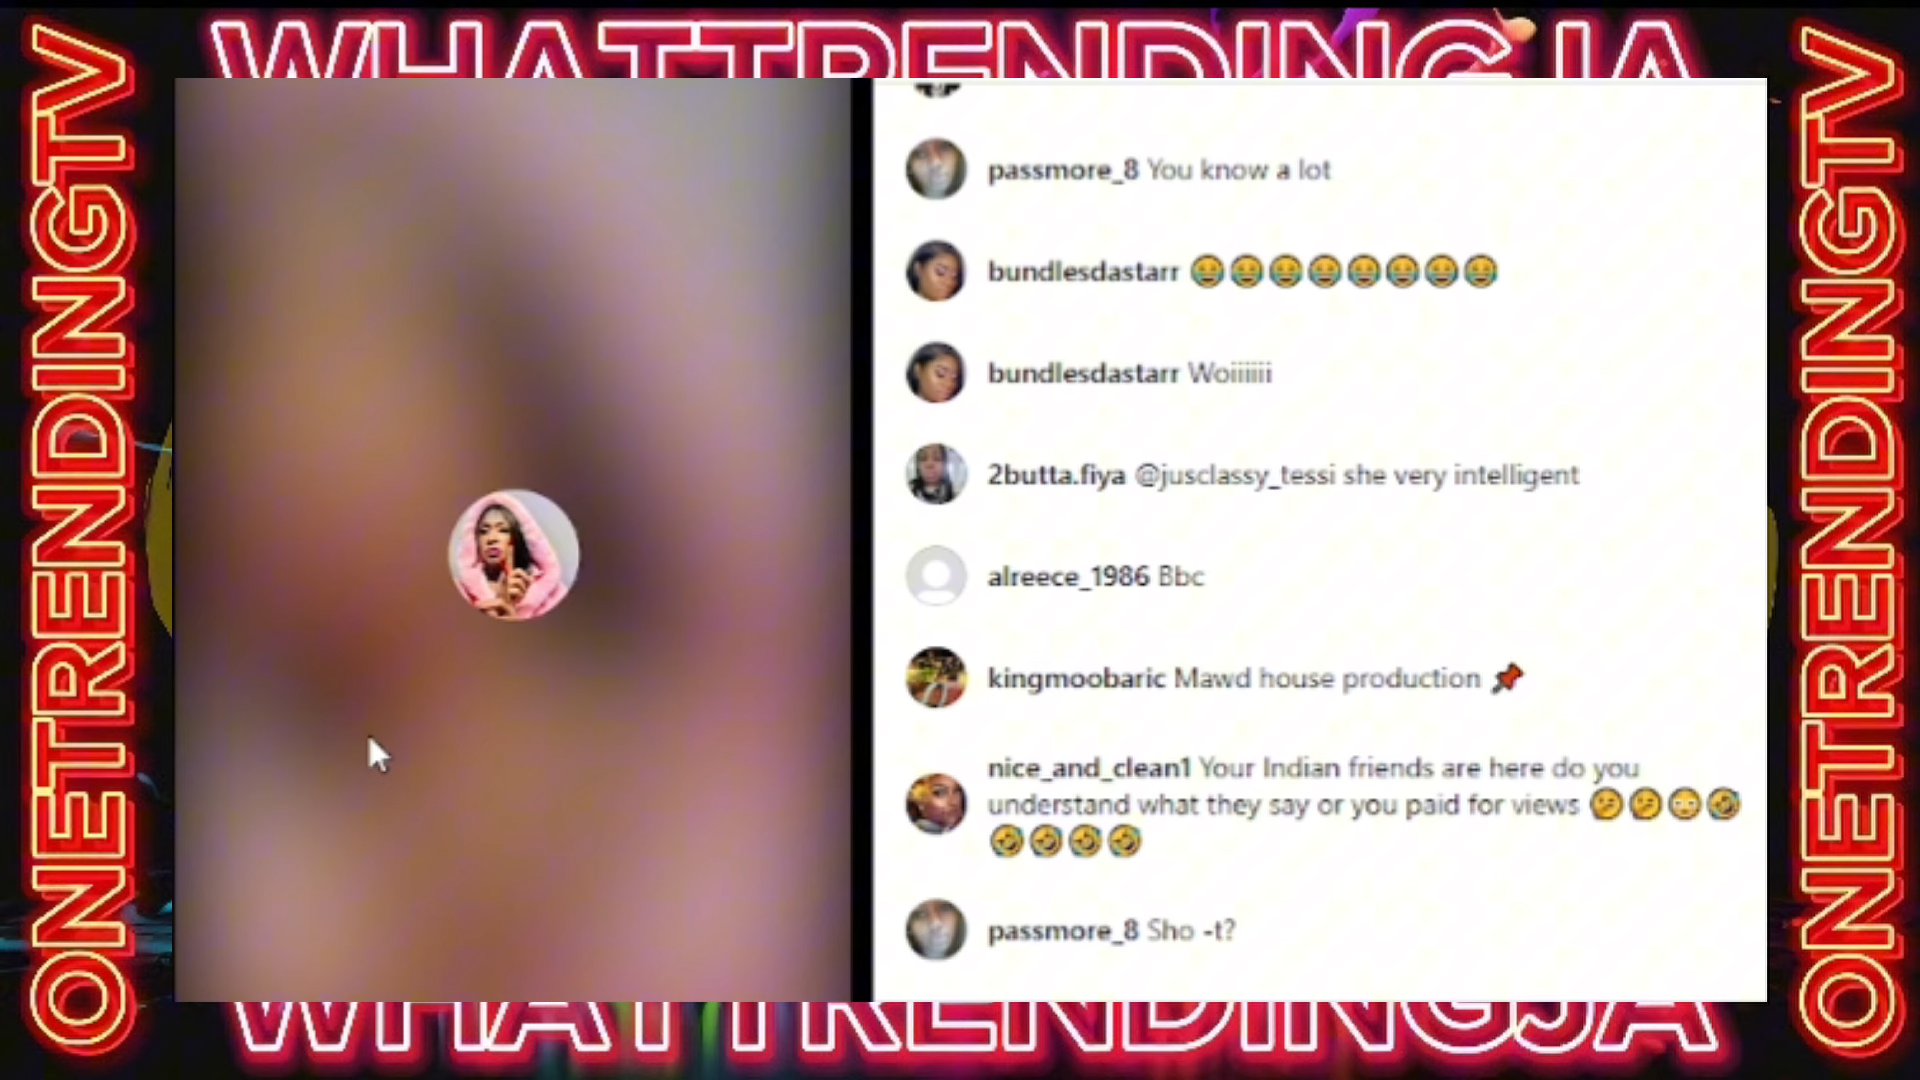 WHATTRENDINGJA
ONETRENDINGTV
ONETRENDINGTV
passmore_8 You know a lot
bundlesdastarr 😂😂😂😂😂😂😂😂
bundlesdastarr Woiiiiiii
2butta.fiya @jusclassy_tessi she very intelligent
alreece_1986 Bbc
kingmoobaric Mawd house production 📌
nice_and_clean1 Your Indian friends are here do you
understand what they say or you paid for views 🤔🤔😳🤣
🤣🤣🤣🤣
passmore_8 Sho -t?
WHATTRENDINGJA